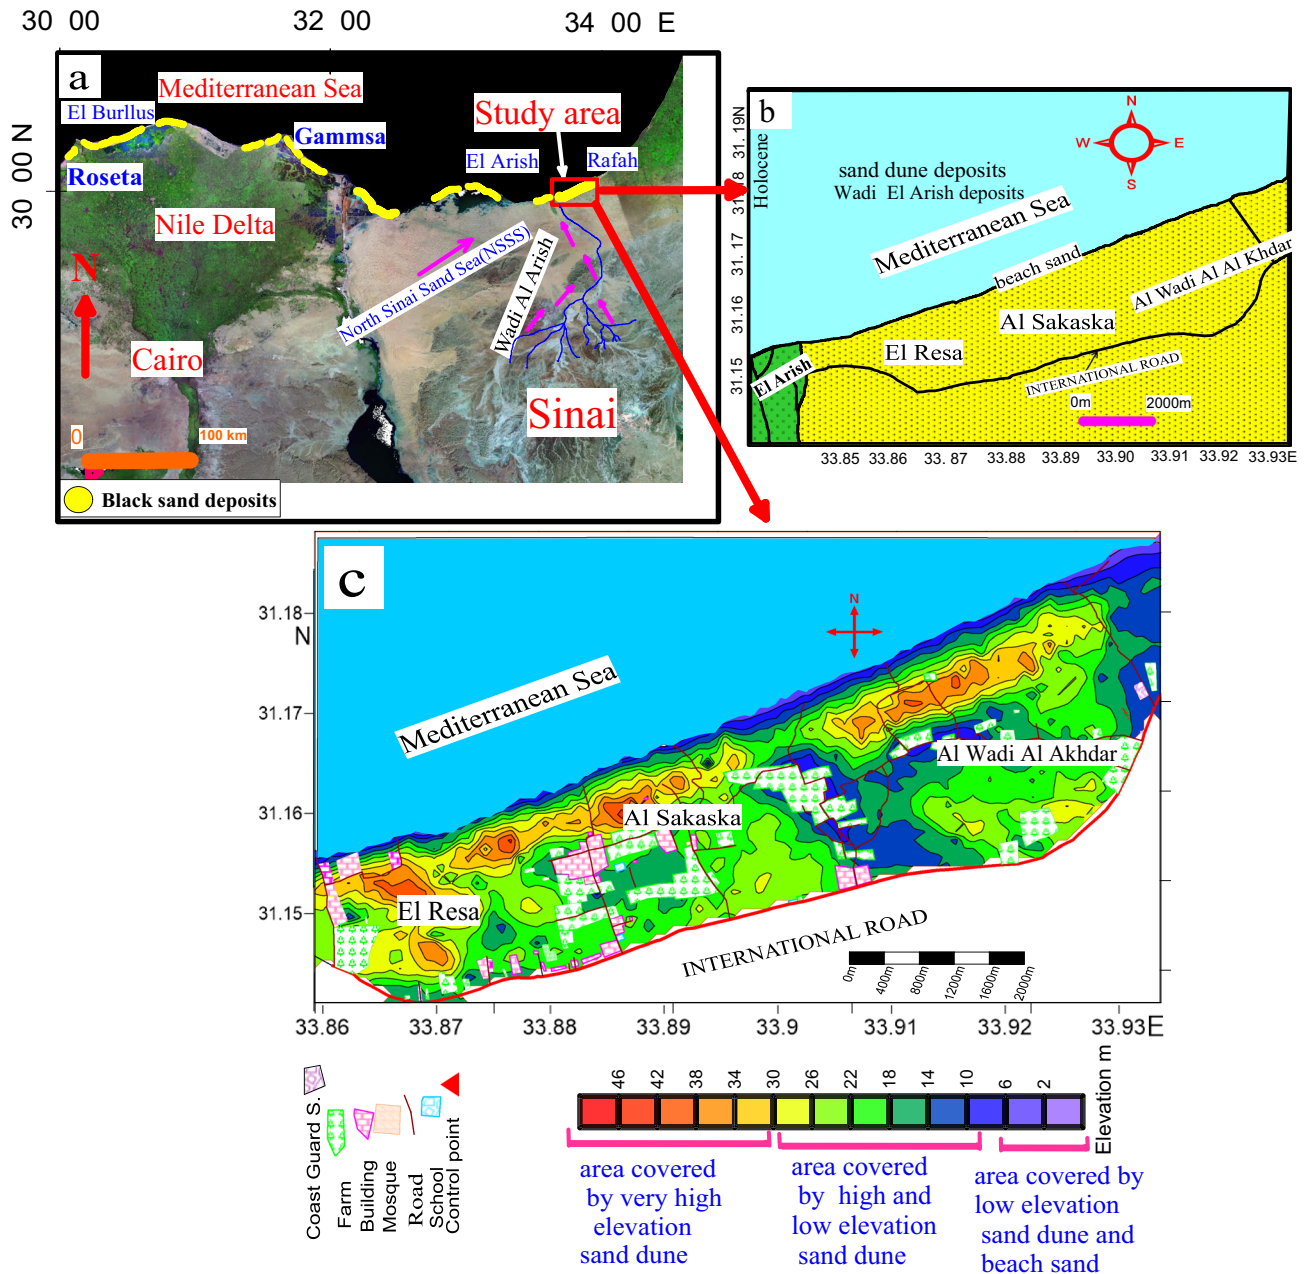 30 00
32 00
34 00 E
30 00 N
a
Mediterranean Sea
El Burllus
Gammsa
Study area
El Arish
Rafah
Roseta
Nile Delta
N
North Sinai Sand Sea(NSSS)
Wadi Al Arish
Cairo
Sinai
0
100 km
Black sand deposits
b
31. 19N
31. 18
31. 17
31.16
31.15
Holocene
sand dune deposits
Wadi El Arish deposits
N
W
E
S
Mediterranean Sea
beach sand
Al Wadi Al Al Khdar
Al Sakaska
El Resa
El Arish
INTERNATIONAL ROAD
0m
2000m
33.85
33.86
33. 87
33.88
33.89
33.90
33.91
33.92
33.93E
c
31.18
N
31.17
31.16
31.15
N
Mediterranean Sea
Al Wadi Al Akhdar
Al Sakaska
El Resa
INTERNATIONAL ROAD
0m
400m
800m
1200m
1600m
2000m
33.86
33.87
33.88
33.89
33.9
33.91
33.92
33.93E
Coast Guard S.
Farm
Building
Mosque
Road
School
Control point
46
42
38
34
30
26
22
18
14
10
6
2
Elevation m
area covered
by very high
elevation
sand dune
area covered
by high and
low elevation
sand dune
area covered by
low elevation
sand dune and
beach sand